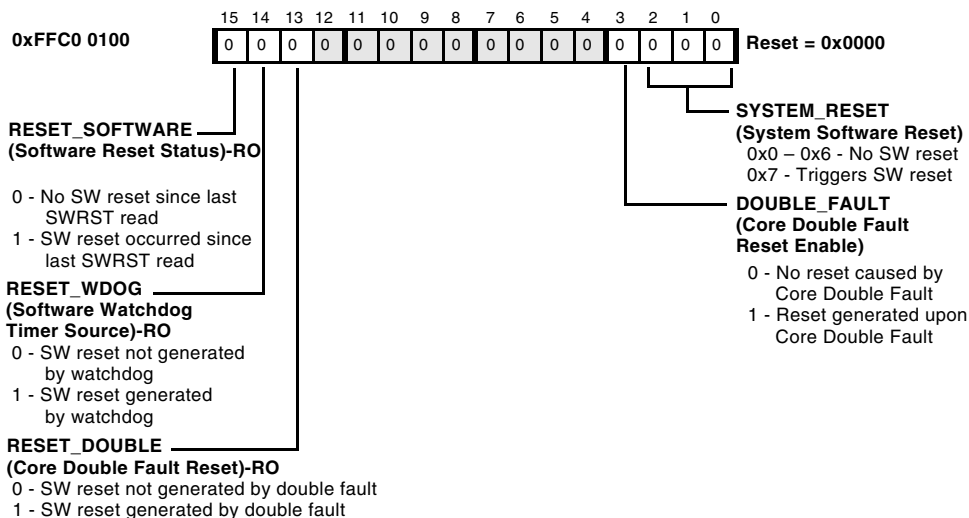 15 14 13 12 11 10 9 8 7 6 5 4 3 2 1 0
0xFFC0 0100
0 0 0 0 0 0 0 0 0 0 0 0 0 0 0 0
Reset = 0x0000
RESET_SOFTWARE
(Software Reset Status)-RO
0 - No SW reset since last
SWRST read
1 - SW reset occurred since
last SWRST read
RESET_WDOG
(Software Watchdog
Timer Source)-RO
0 - SW reset not generated
by watchdog
1 - SW reset generated
by watchdog
RESET_DOUBLE
(Core Double Fault Reset)-RO
0 - SW reset not generated by double fault
1 - SW reset generated by double fault
SYSTEM_RESET
(System Software Reset)
0x0 – 0x6 - No SW reset
0x7 - Triggers SW reset
DOUBLE_FAULT
(Core Double Fault
Reset Enable)
0 - No reset caused by
Core Double Fault
1 - Reset generated upon
Core Double Fault